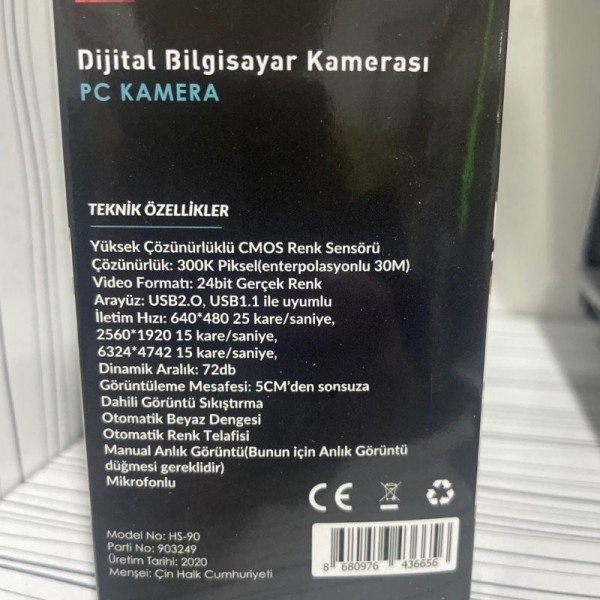 Dijital Bilgisayar Kamerası
PC KAMERA
TEKNİK ÖZELLİKLER
Yüksek Çözünürlüklü CMOS Renk Sensörü
Çözünürlük: 300K Piksel(enterpolasyonlu 30M)
Video Formatı: 24bit Gerçek Renk
Arayüz: USB2.O, USB1.1 ile uyumlu
İletim Hızı: 640*480 25 kare/saniye,
2560*1920 15 kare/saniye,
6324*4742 15 kare/saniye,
Dinamik Aralık: 72db
Görüntüleme Mesafesi: 5CM'den sonsuza
Dahili Görüntü Sıkıştırma
Otomatik Beyaz Dengesi
Otomatik Renk Telafisi
Manual Anlık Görüntü(Bunun için Anlık Görüntü
düğmesi gereklidir)
Mikrofonlu
CE
Model No: HS-90
Parti No: 903249
Üretim Tarihi: 2020
Menşei: Çin Halk Cumhuriyeti
8 680976 436656